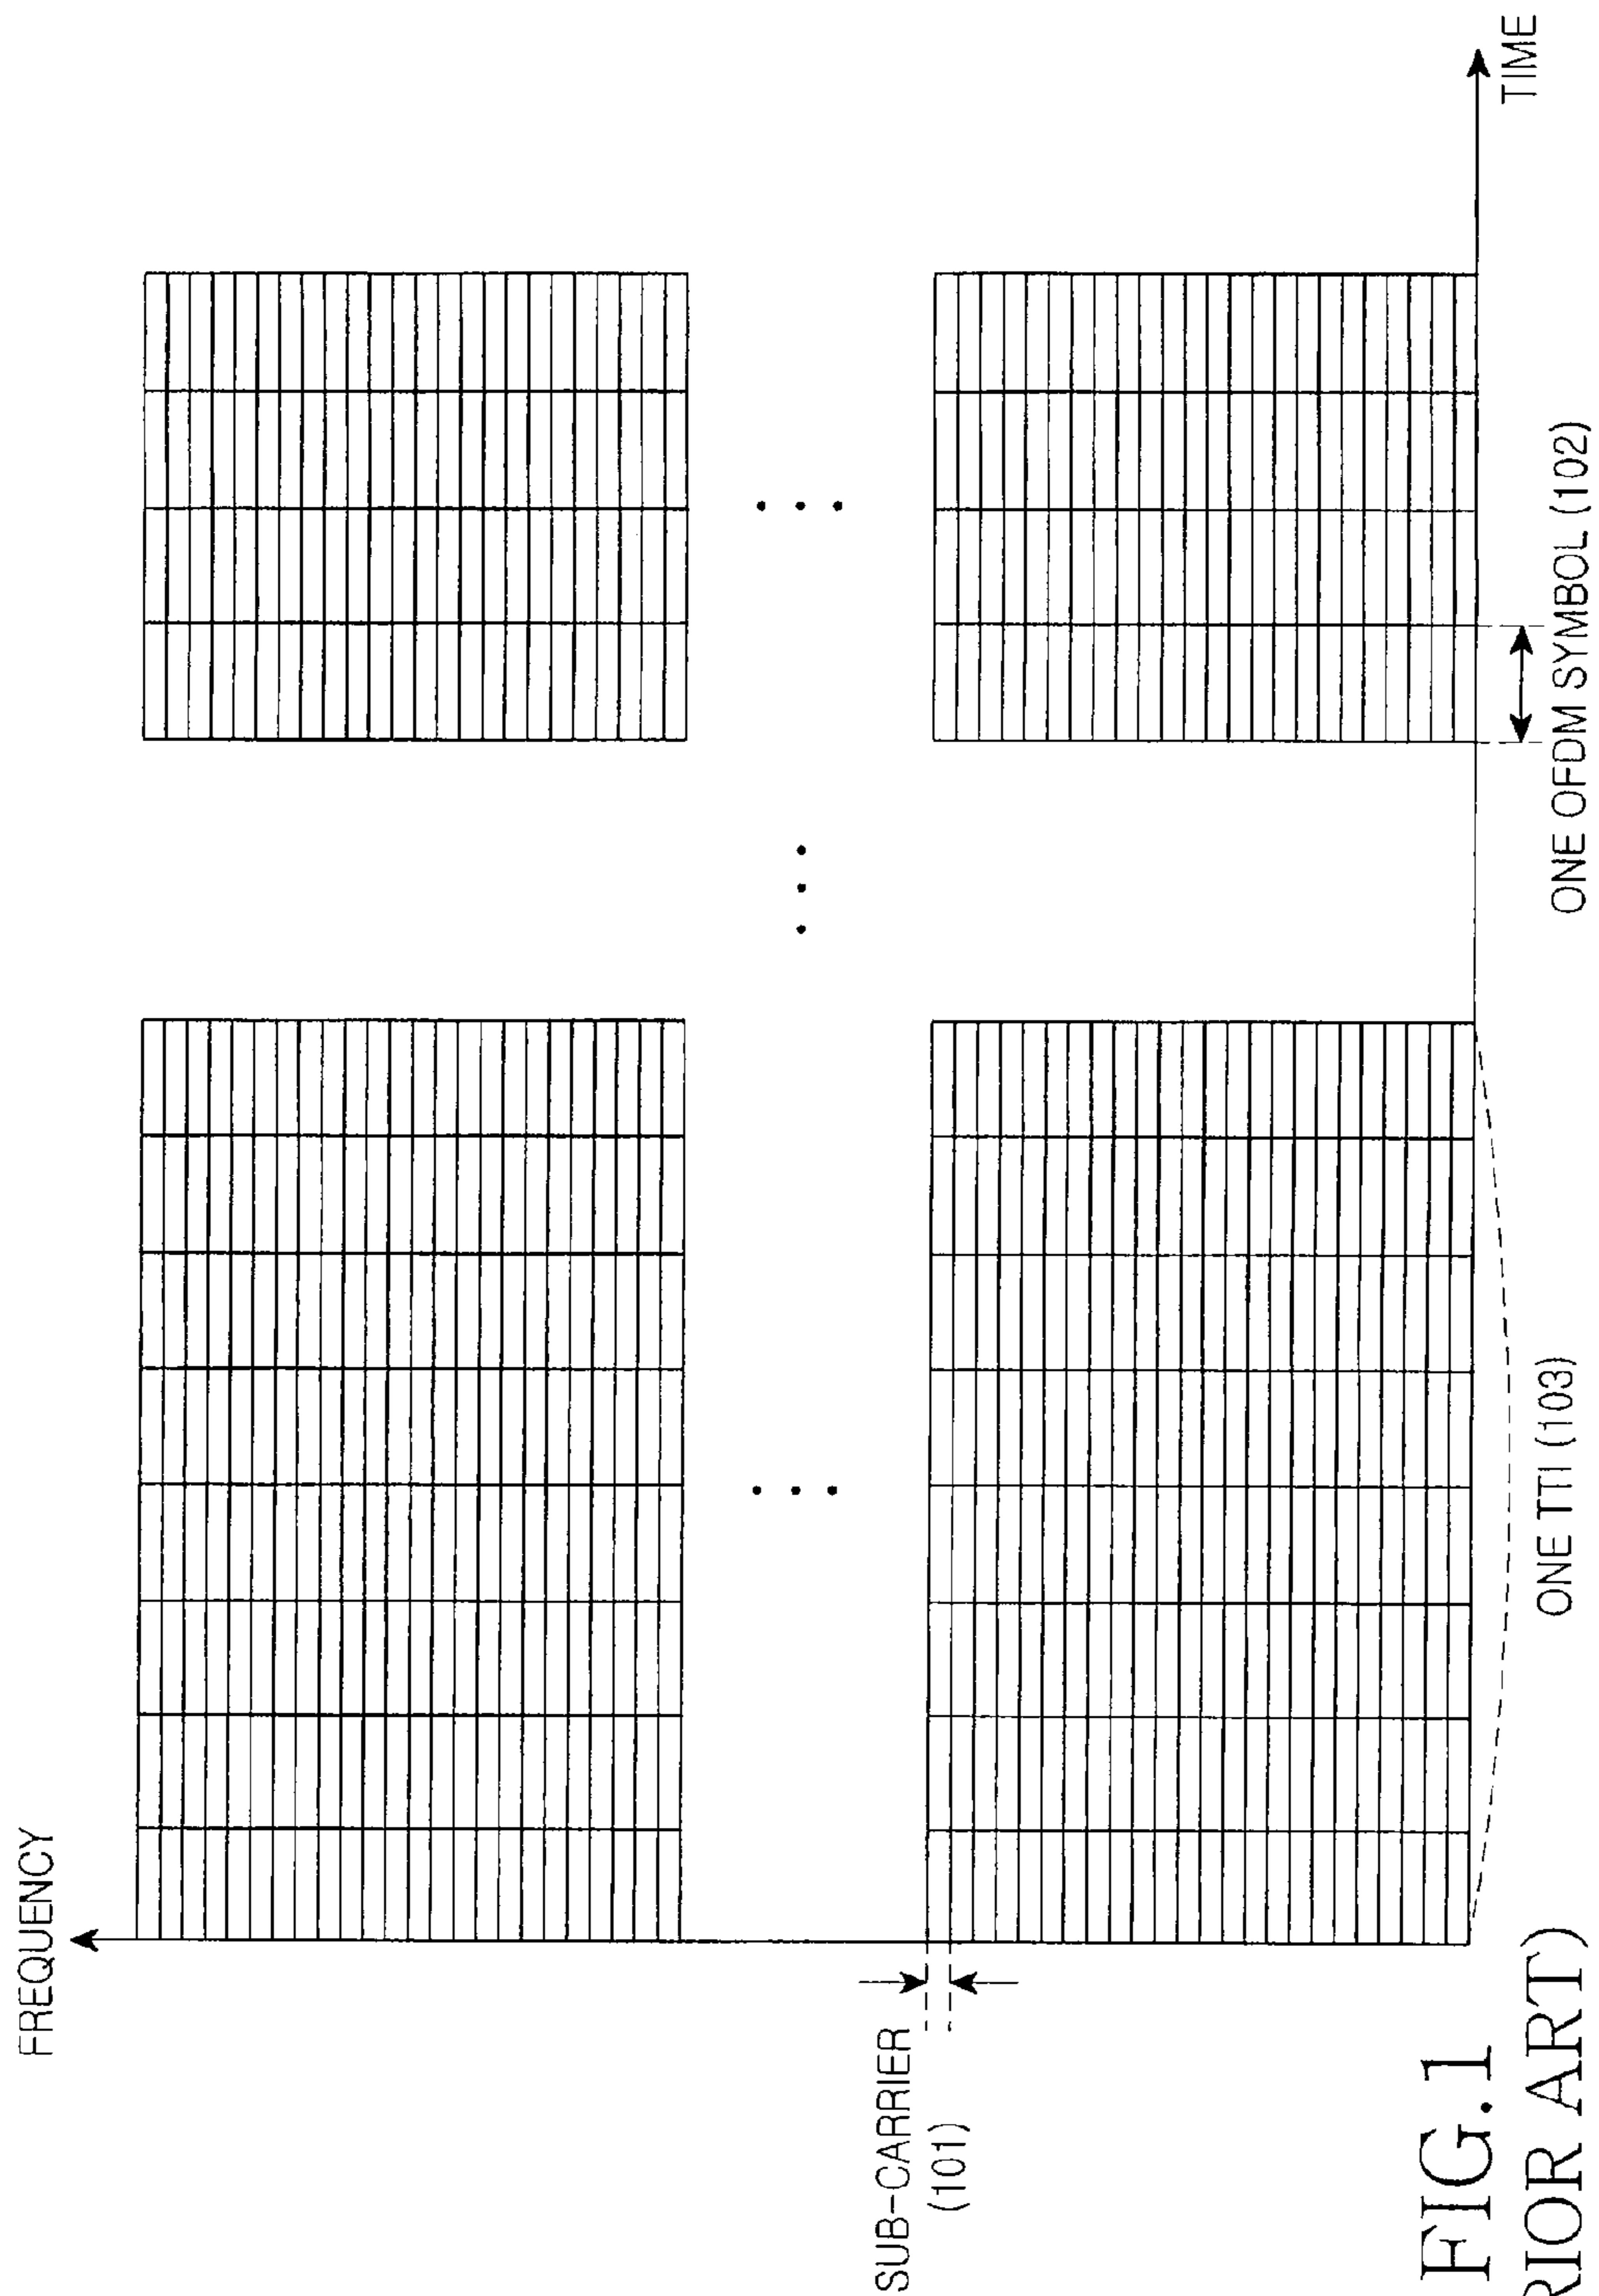 FREQUENCY
SUB-CARRIER
(101)
TIME
ONE OFDM SYMBOL (102)
ONE TTI (103)
FIG.1
RIOR ART)